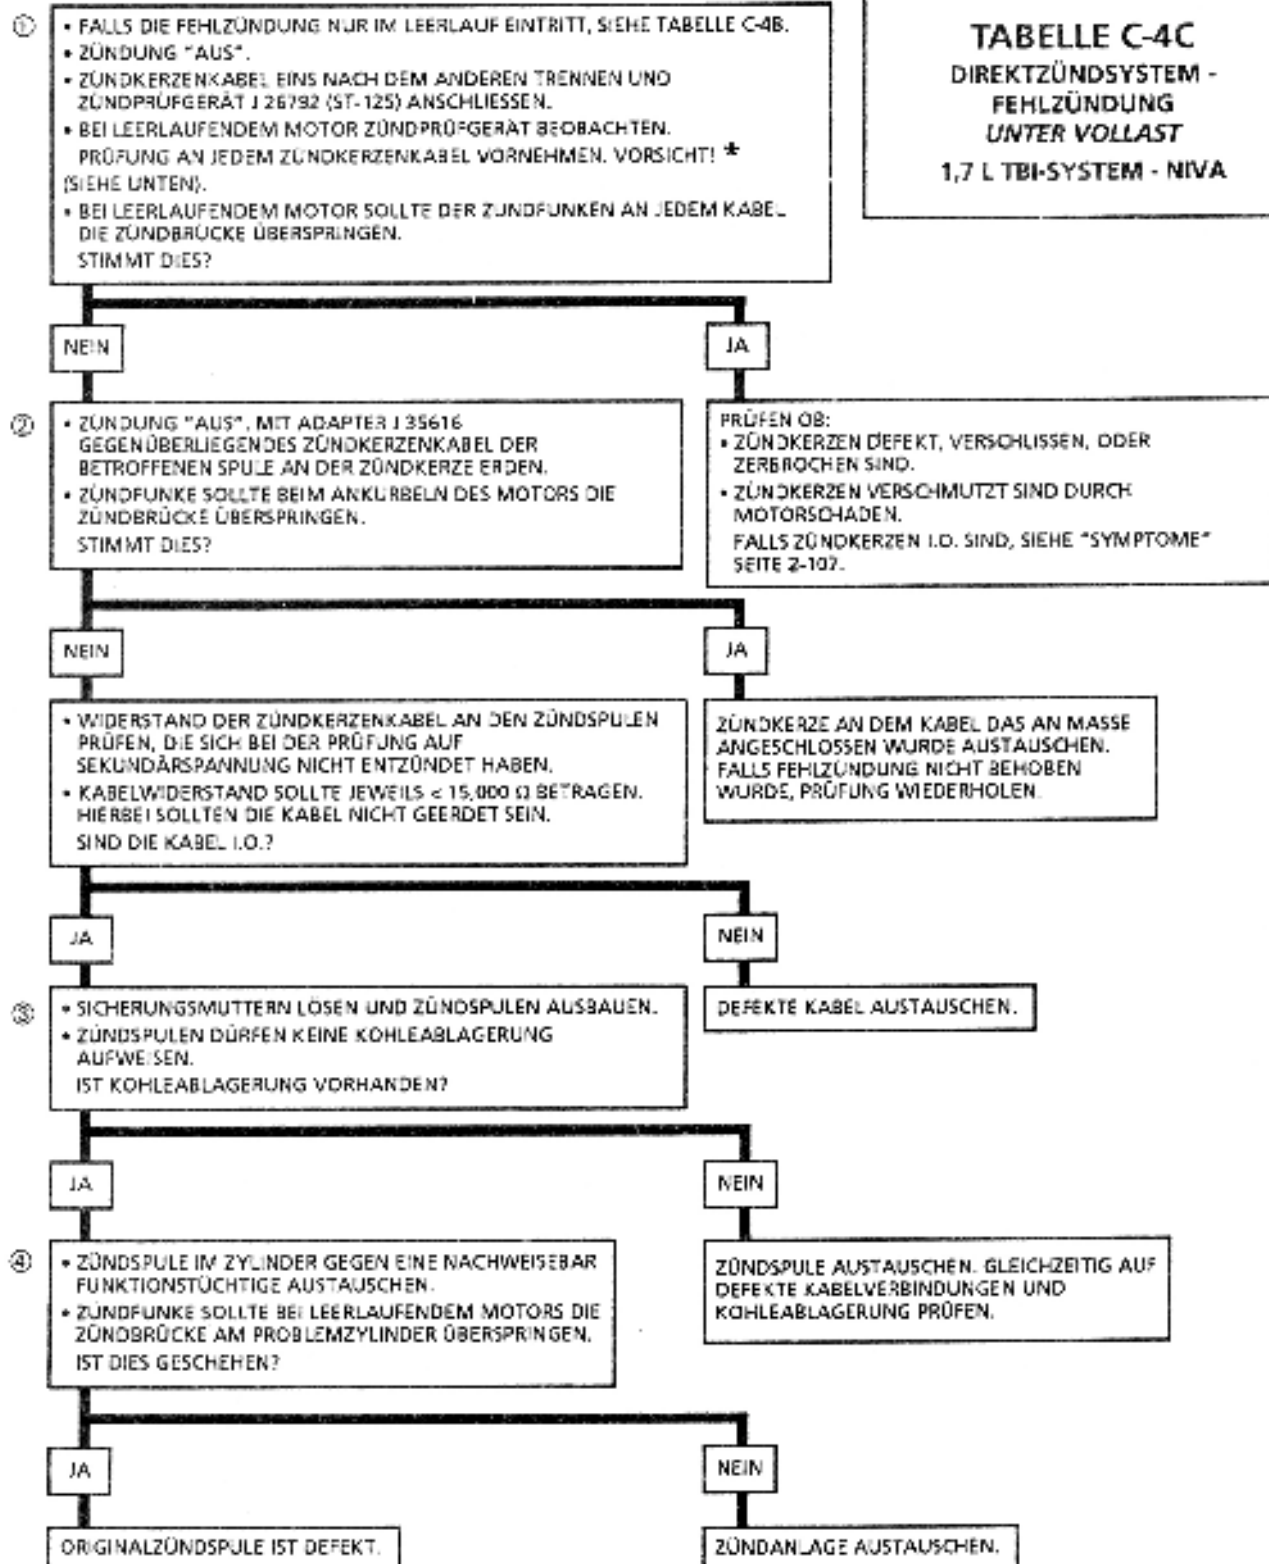 TABELLE C-4C
DIREKTZÜNDSYSTEM -
FEHLZÜNDUNG
UNTER VOLLAST
1,7 L TBI-SYSTEM - NIVA
① • FALLS DIE FEHLZÜNDUNG NUR IM LEERLAUF EINTRITT, SIEHE TABELLE C-4B.
• ZÜNDUNG "AUS".
• ZÜNDKERZENKABEL EINS NACH DEM ANDEREN TRENNEN UND
ZÜNDPRÜFGERÄT J 26792 (ST-125) ANSCHLIESSEN.
• BEI LEERLAUFENDEM MOTOR ZÜNDPRÜFGERÄT BEOBACHTEN.
PRÜFUNG AN JEDEM ZÜNDKERZENKABEL VORNEHMEN. VORSICHT! *
(SIEHE UNTEN).
• BEI LEERLAUFENDEM MOTOR SOLLTE DER ZUNDFUNKEN AN JEDEM KABEL
DIE ZÜNDBRÜCKE ÜBERSPRINGEN.
STIMMT DIES?
NEIN
JA
② • ZÜNDUNG "AUS". MIT ADAPTER J 35616
GEGENÜBERLIEGENDES ZÜNDKERZENKABEL DER
BETROFFENEN SPULE AN DER ZÜNDKERZE ERDEN.
• ZÜNDFUNKE SOLLTE BEIM ANKURBELN DES MOTORS DIE
ZÜNDBRÜCKE ÜBERSPRINGEN.
STIMMT DIES?
PRÜFEN OB:
• ZÜNDKERZEN DEFEKT, VERSCHLISSEN, ODER
ZERBROCHEN SIND.
• ZÜNDKERZEN VERSCHMUTZT SIND DURCH
MOTORSCHADEN.
FALLS ZÜNDKERZEN I.O. SIND, SIEHE "SYMPTOME"
SEITE 2-107.
NEIN
JA
• WIDERSTAND DER ZÜNDKERZENKABEL AN DEN ZÜNDSPULEN
PRÜFEN, DIE SICH BEI DER PRÜFUNG AUF
SEKUNDÄRSPANNUNG NICHT ENTZÜNDET HABEN.
• KABELWIDERSTAND SOLLTE JEWEILS < 15,000 Ω BETRAGEN.
HIERBEI SOLLTEN DIE KABEL NICHT GEERDET SEIN.
SIND DIE KABEL I.O.?
ZÜNDKERZE AN DEM KABEL DAS AN MASSE
ANGESCHLOSSEN WURDE AUSTAUSCHEN.
FALLS FEHLZÜNDUNG NICHT BEHOBEN
WURDE, PRÜFUNG WIEDERHOLEN.
JA
NEIN
③ • SICHERUNGSMUTTERN LÖSEN UND ZÜNDSPULEN AUSBAUEN.
• ZÜNDSPULEN DÜRFEN KEINE KOHLEABLAGERUNG
AUFWEISEN.
IST KOHLEABLAGERUNG VORHANDEN?
DEFEKTE KABEL AUSTAUSCHEN.
JA
NEIN
④ • ZÜNDSPULE IM ZYLINDER GEGEN EINE NACHWEISEBAR
FUNKTIONSTÜCHTIGE AUSTAUSCHEN.
• ZÜNDFUNKE SOLLTE BEI LEERLAUFENDEM MOTORS DIE
ZÜNDBRÜCKE AM PROBLEMZYLINDER ÜBERSPRINGEN.
IST DIES GESCHEHEN?
ZÜNDSPULE AUSTAUSCHEN. GLEICHZEITIG AUF
DEFEKTE KABELVERBINDUNGEN UND
KOHLEABLAGERUNG PRÜFEN.
JA
NEIN
ORIGINALZÜNDSPULE IST DEFEKT.
ZÜNDANLAGE AUSTAUSCHEN.